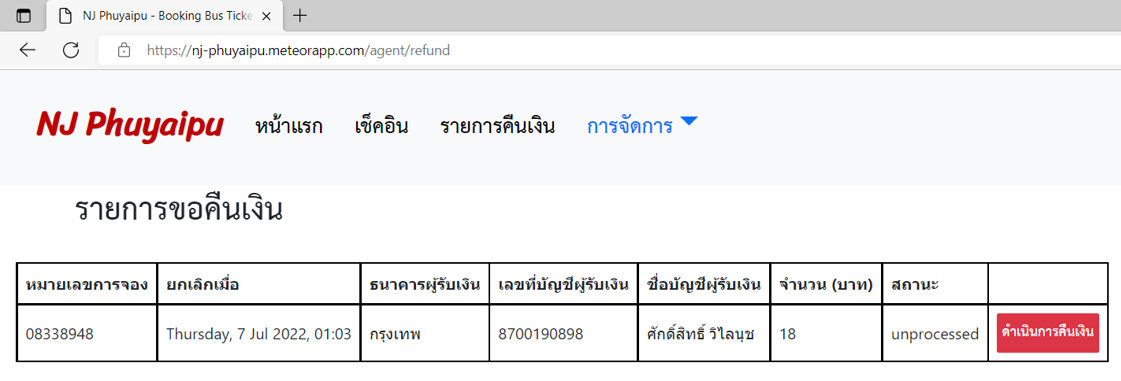 NJ Phuyaipu - Booking Bus Ticke
https://nj-phuyaipu.meteorapp.com/agent/refund
NJ Phuyaipu หน้าแรก เช็คอิน รายการคืนเงิน การจัดการ
รายการขอคืนเงิน
หมายเลขการจอง ยกเลิกเมื่อ ธนาคารผู้รับเงิน เลขที่บัญชีผู้รับเงิน ชื่อบัญชีผู้รับเงิน จำนวน (บาท) สถานะ
08338948 Thursday, 7 Jul 2022, 01:03 กรุงเทพ 8700190898 ศักดิ์สิทธิ์ วิไลนุช 18 unprocessed ดำเนินการคืนเงิน